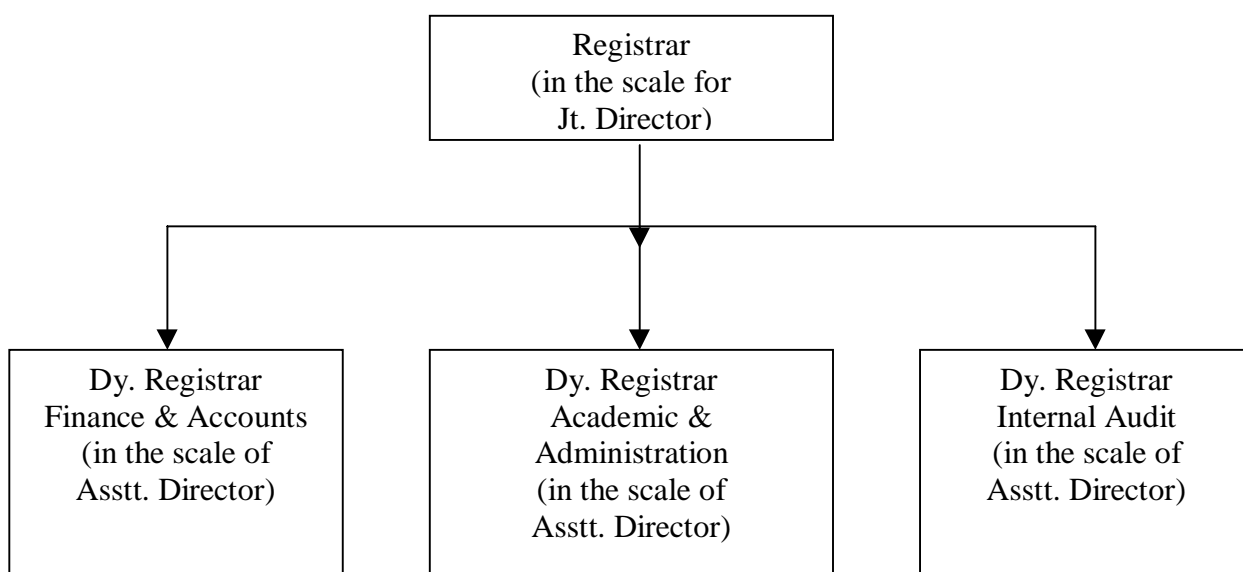 Registrar
(in the scale for
Jt. Director)
Dy. Registrar
Finance & Accounts
(in the scale of
Asstt. Director)
Dy. Registrar
Academic &
Administration
(in the scale of
Asstt. Director)
Dy. Registrar
Internal Audit
(in the scale of
Asstt. Director)